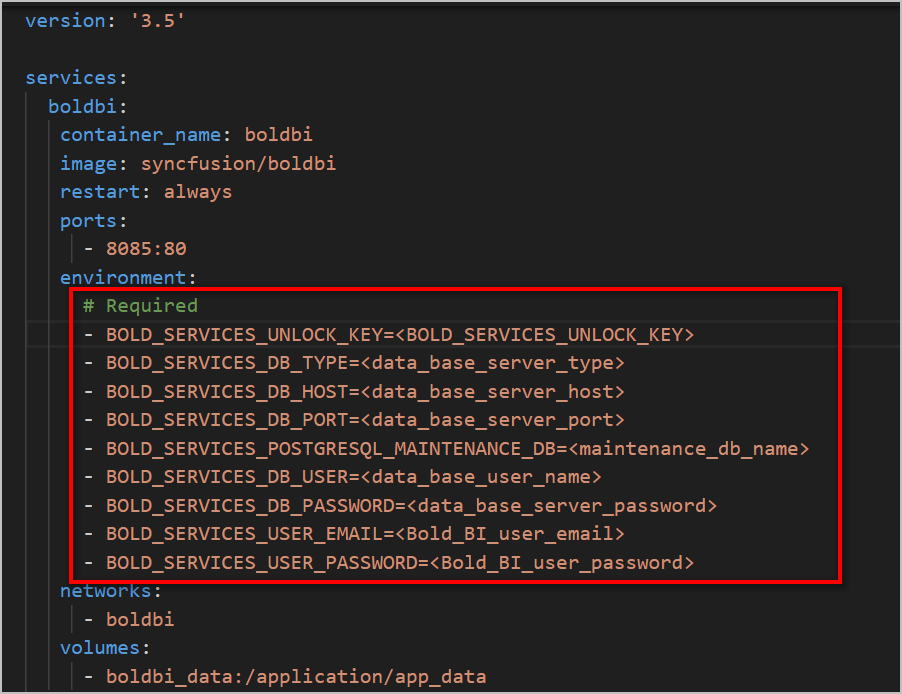 version: '3.5'
services:
boldbi:
container_name: boldbi
image: syncfusion/boldbi
restart: always
ports:
- 8085:80
environment:
# Required
- BOLD_SERVICES_UNLOCK_KEY=<BOLD_SERVICES_UNLOCK_KEY>
- BOLD_SERVICES_DB_TYPE=<data_base_server_type>
- BOLD_SERVICES_DB_HOST=<data_base_server_host>
- BOLD_SERVICES_DB_PORT=<data_base_server_port>
- BOLD_SERVICES_POSTGRESQL_MAINTENANCE_DB=<maintenance_db_name>
- BOLD_SERVICES_DB_USER=<data_base_user_name>
- BOLD_SERVICES_DB_PASSWORD=<data_base_server_password>
- BOLD_SERVICES_USER_EMAIL=<Bold_BI_user_email>
- BOLD_SERVICES_USER_PASSWORD=<Bold_BI_user_password>
networks:
- boldbi
volumes:
- boldbi_data:/application/app_data